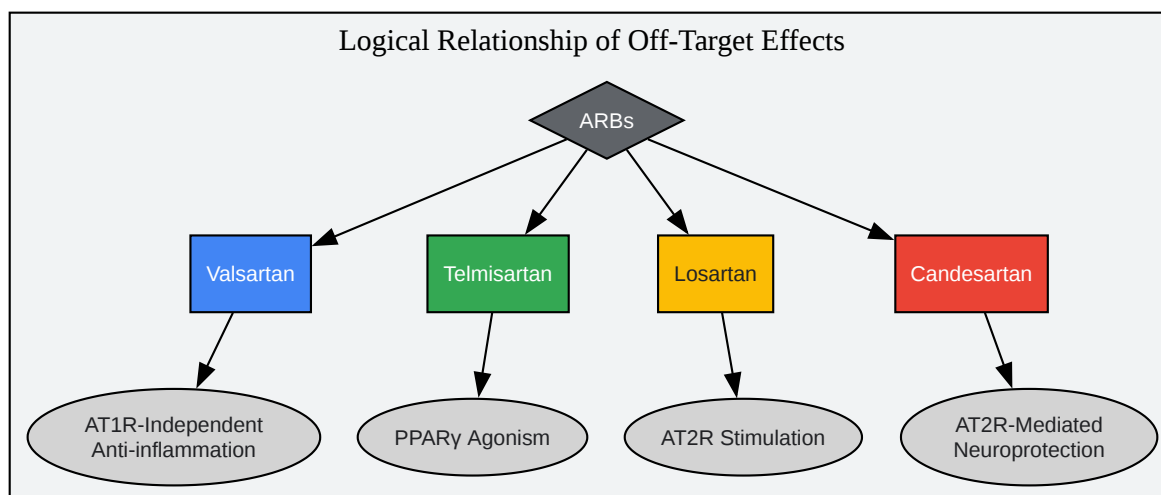 Logical Relationship of Off-Target Effects
ARBs
Valsartan
Telmisartan
Losartan
Candesartan
AT1R-Independent
Anti-inflammation
PPARγ Agonism
AT2R Stimulation
AT2R-Mediated
Neuroprotection